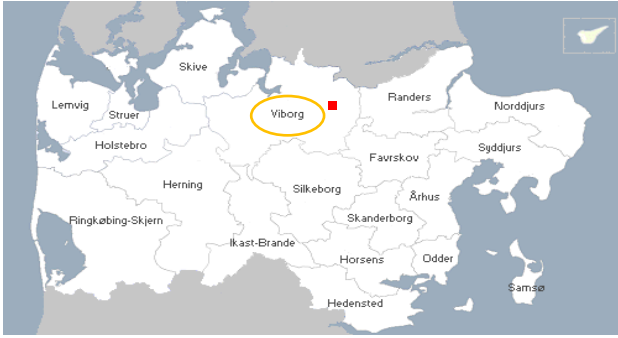 Skive
Lemvig
Struer
Viborg
Randers
Norddjurs
Holstebro
Favrskov
Syddjurs
Herning
Silkeborg
Århus
Ringkøbing-Skjern
Skanderborg
Ikast-Brande
Horsens
Odder
Samsø
Hedensted